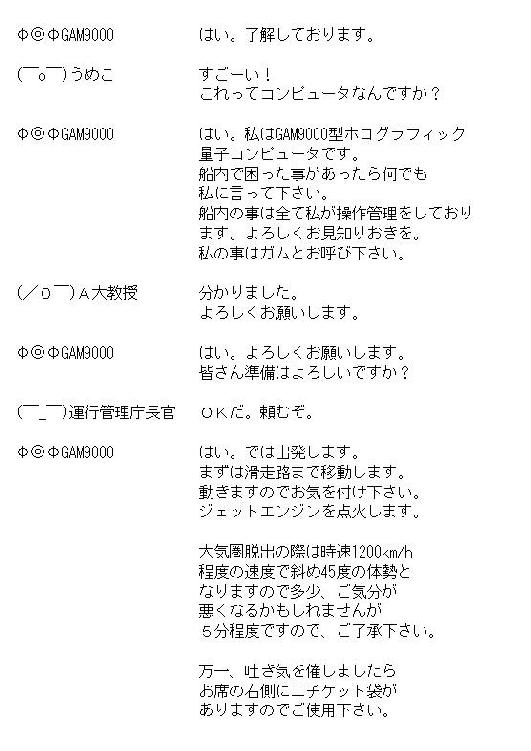 Φ@ΦGAM9000 はい。了解しております。
(￣o￣)うめこ すごーい！
これってコンピュータなんですか？
Φ@ΦGAM9000 はい。私はGAM9000型ホログラフィック
量子コンピュータです。
船内で困った事があったら何でも
私に言って下さい。
船内の事は全て私が操作管理をしており
ます、よろしくお見知りおきを。
私の事はガムとお呼び下さい。
(／０￣)Ａ大教授 分かりました。
よろしくお願いします。
Φ@ΦGAM9000 はい。よろしくお願いします。
皆さん準備はよろしいですか？
(￣_￣)運行管理庁長官 ＯＫだ。頼むぞ。
Φ@ΦGAM9000 はい。では出発します。
まずは滑走路まで移動します。
動きますのでお気を付け下さい。
ジェットエンジンを点火します。
大気圏脱出の際は時速1200km/h
程度の速度で斜め45度の体勢と
なりますので多少、ご気分が
悪くなるかもしれませんが
５分程度ですので、ご了承下さい。
万一、吐き気を催しましたら
お席の右側にエチケット袋が
ありますのでご使用下さい。